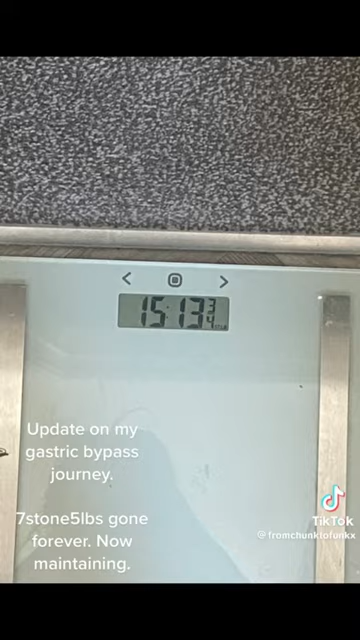 15:13 3/4
Update on my
gastric bypass
journey.
7stone5lbs gone
forever. Now
maintaining.
TikTok
@fromchunktofunkx